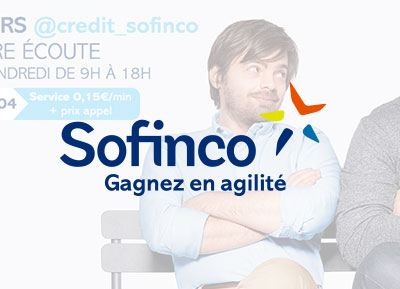 RS @credit_sofinco
RE ÉCOUTE
NDREDI DE 9H À 18H
04
Service 0,15€/min
+ prix appel
Sofinco
Gagnez en agilité